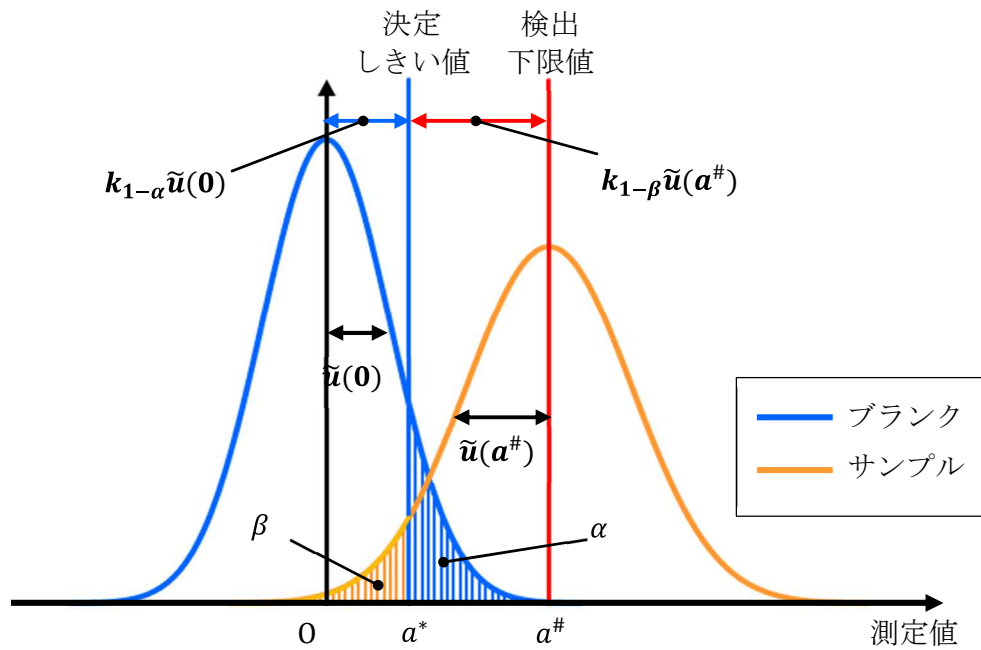 決定
しきい値
検出
下限値
k₁₋αũ(0)
k₁₋βũ(a^#)
ũ(0)
ũ(a^#)
ブランク
サンプル
β
α
0
a*
a^#
測定値